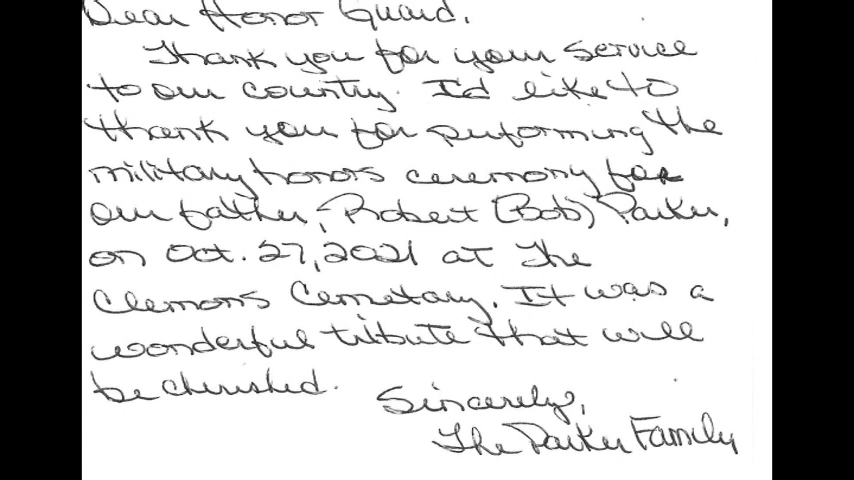 Dear Honor Guard,
Thank you for your service
to our country. I'd like to
thank you for performing the
military honors ceremony for
our father, Robert (Bob) Parker,
on Oct. 27, 2021 at the
Clemons Cemetary. It was a
wonderful tribute that will
be cherished.
Sincerely,
The Parker Family